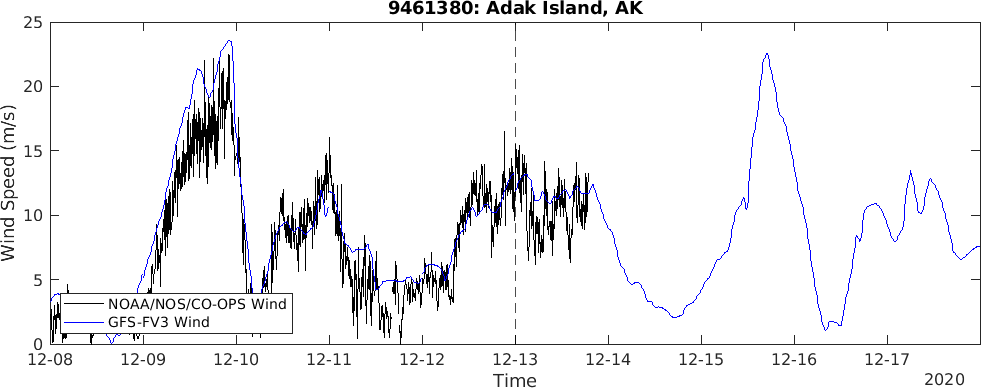 9461380: Adak Island, AK
25
20
15
10
5
0
Wind Speed (m/s)
NOAA/NOS/CO-OPS Wind
GFS-FV3 Wind
12-08 12-09 12-10 12-11 12-12 12-13 12-14 12-15 12-16 12-17
Time
2020